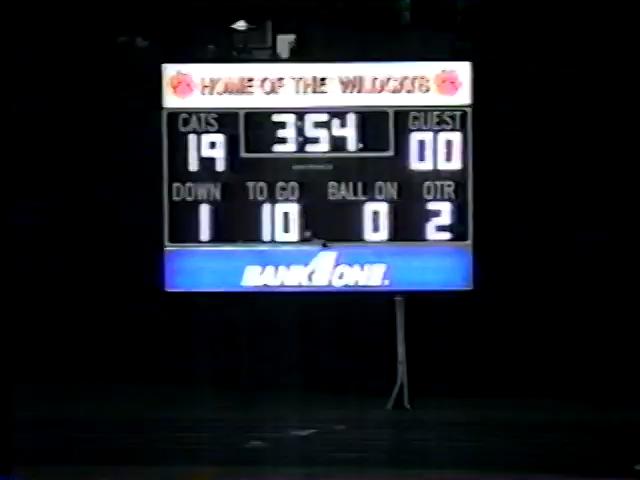 HOME OF THE WILDCATS
CATS 3:54 GUEST
19 00
DOWN TO GO BALL ON QTR
1 10 0 2
BANK ONE.